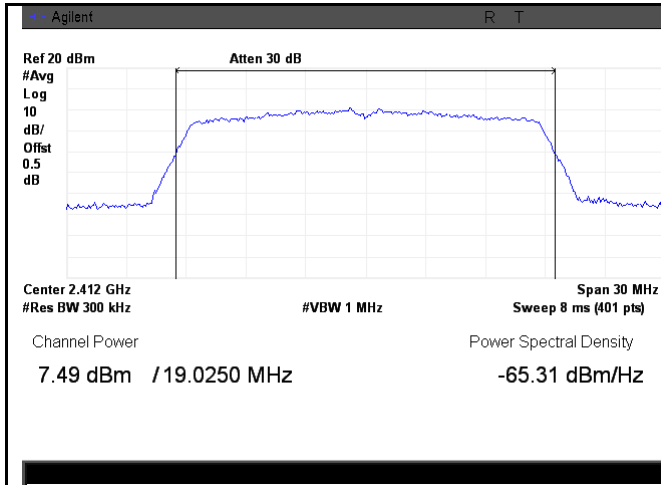 Agilent R T
Ref 20 dBm Atten 30 dB
#Avg
Log
10
dB/
Offst
0.5
dB
Center 2.412 GHz Span 30 MHz
#Res BW 300 kHz #VBW 1 MHz Sweep 8 ms (401 pts)
Channel Power Power Spectral Density
7.49 dBm / 19.0250 MHz -65.31 dBm/Hz